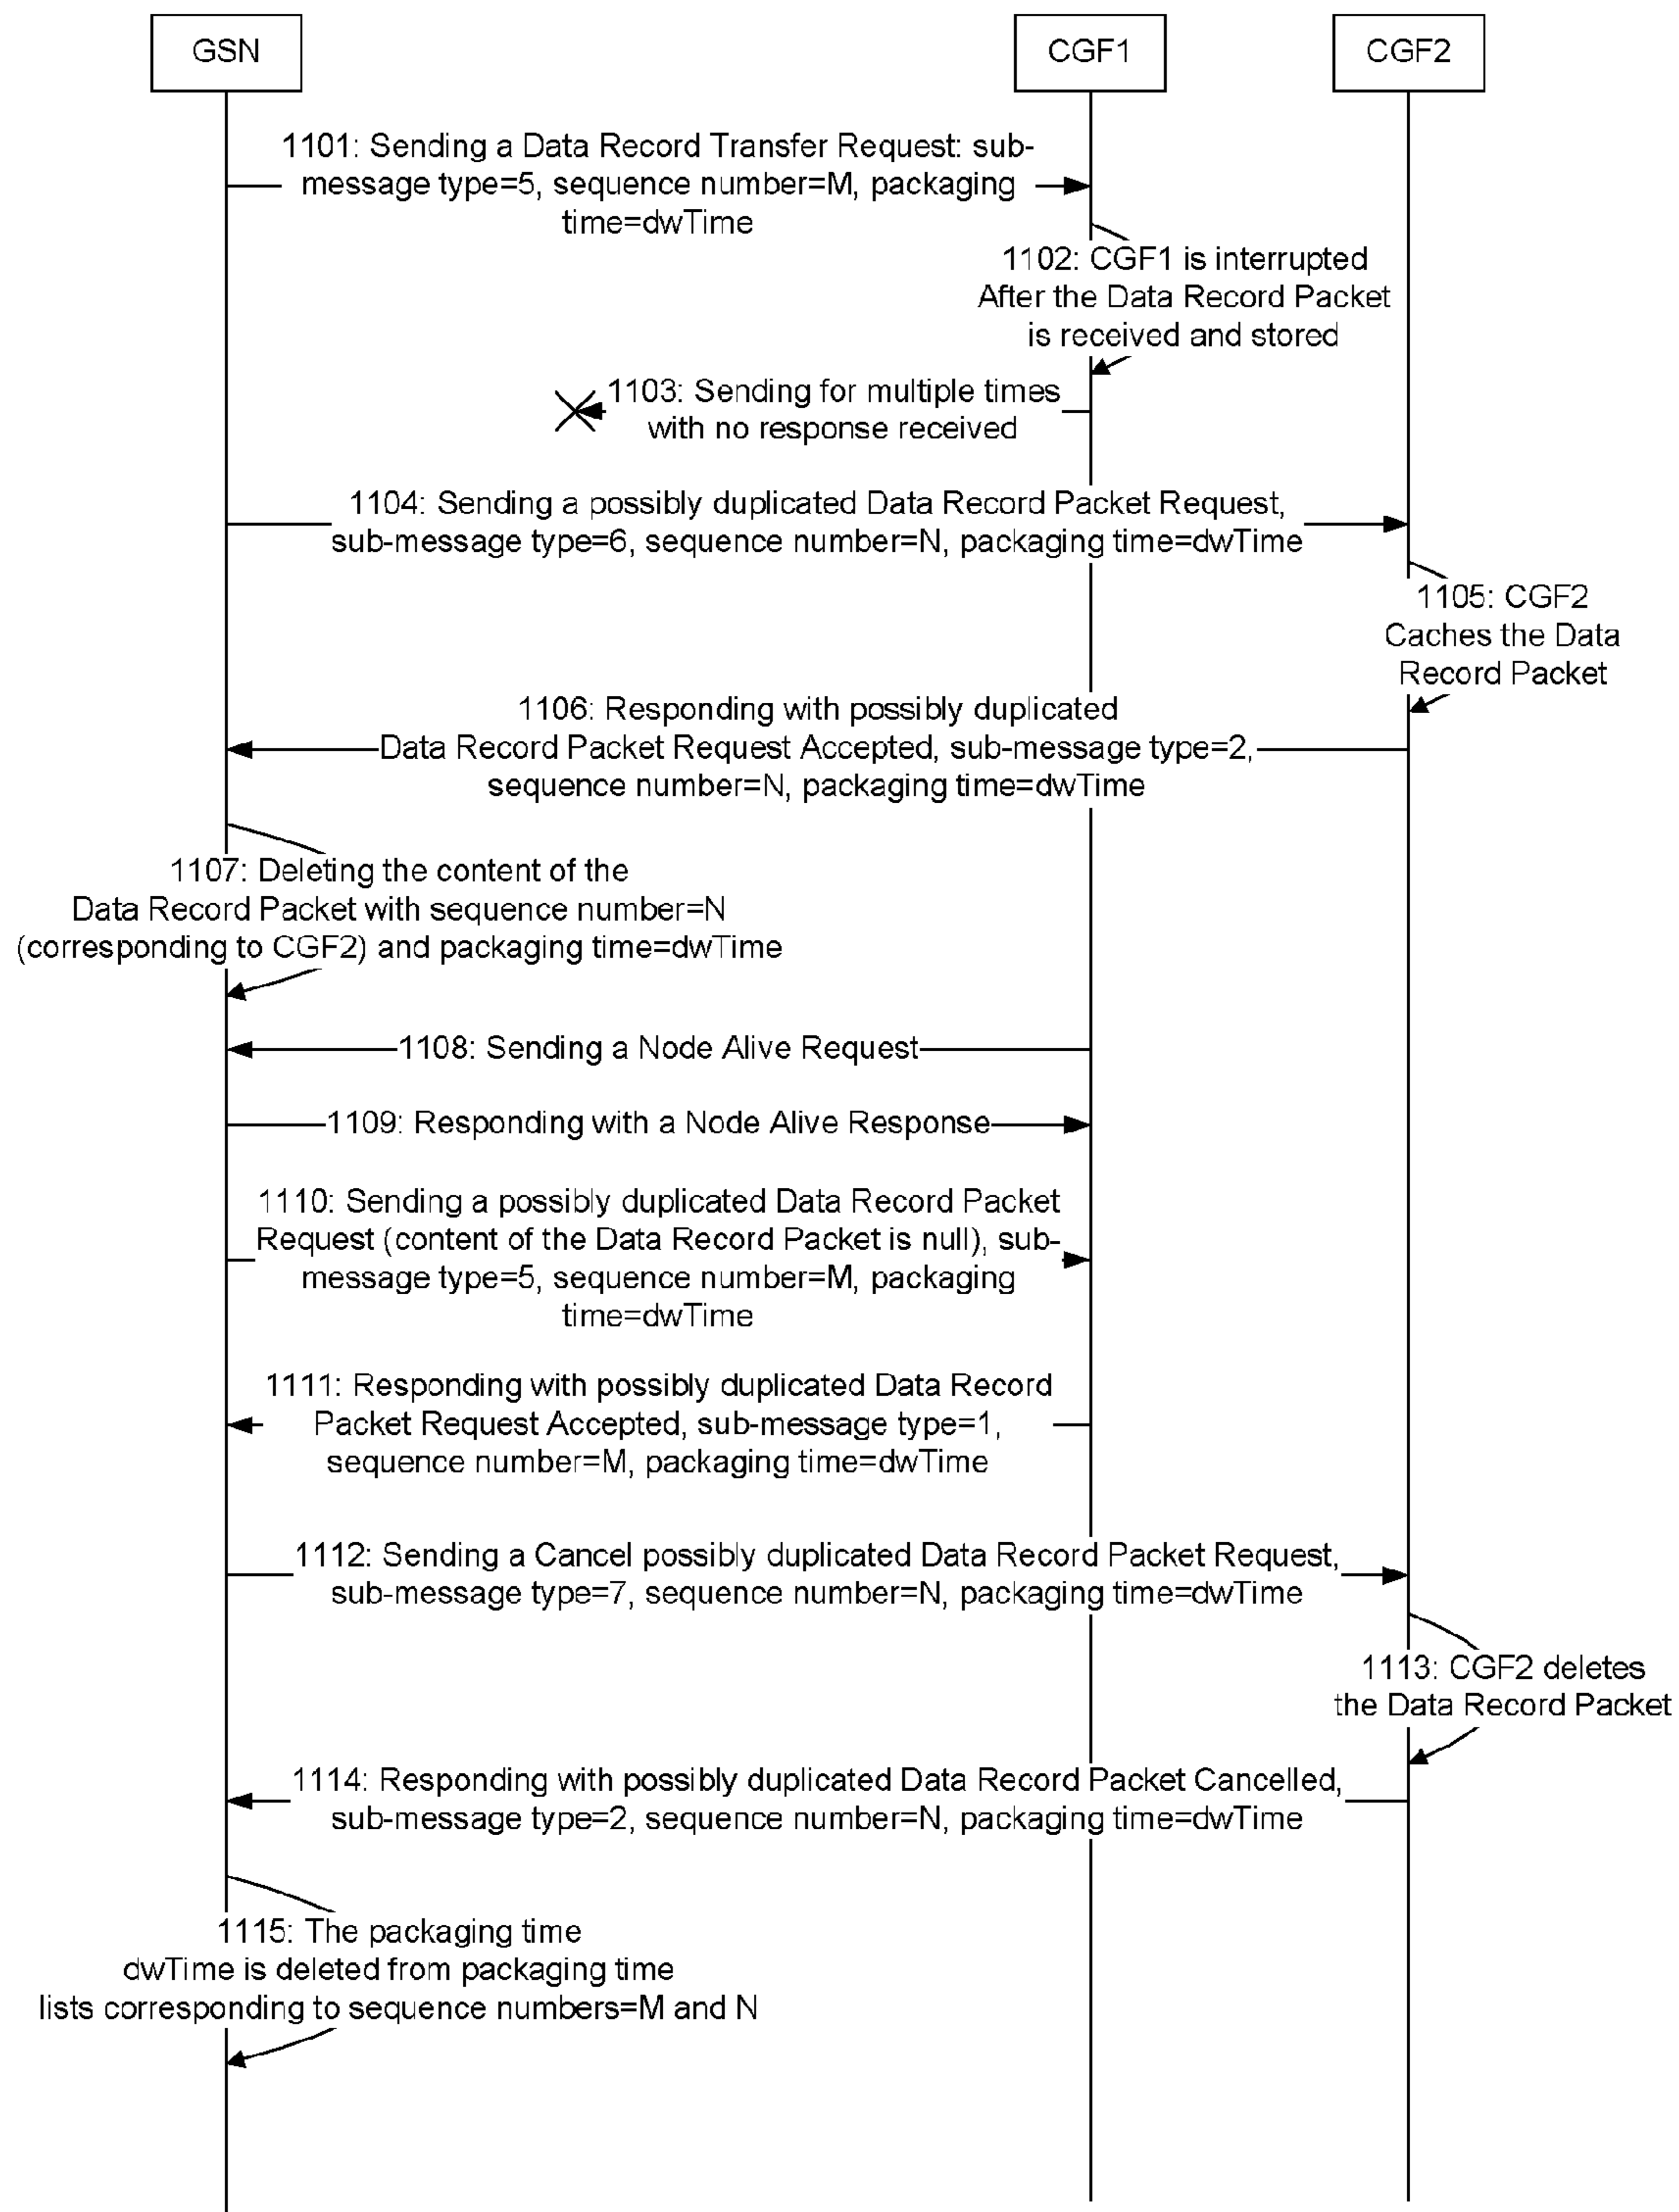 GSN
CGF1
CGF2
1101: Sending a Data Record Transfer Request: sub-
message type=5, sequence number=M, packaging
time=dwTime
1102: CGF1 is interrupted
After the Data Record Packet
is received and stored
1103: Sending for multiple times
with no response received
1104: Sending a possibly duplicated Data Record Packet Request,
sub-message type=6, sequence number=N, packaging time=dwTime
1105: CGF2
Caches the Data
Record Packet
1106: Responding with possibly duplicated
Data Record Packet Request Accepted, sub-message type=2,
sequence number=N, packaging time=dwTime
1107: Deleting the content of the
Data Record Packet with sequence number=N
(corresponding to CGF2) and packaging time=dwTime
1108: Sending a Node Alive Request
1109: Responding with a Node Alive Response
1110: Sending a possibly duplicated Data Record Packet
Request (content of the Data Record Packet is null), sub-
message type=5, sequence number=M, packaging
time=dwTime
1111: Responding with possibly duplicated Data Record
Packet Request Accepted, sub-message type=1,
sequence number=M, packaging time=dwTime
1112: Sending a Cancel possibly duplicated Data Record Packet Request,
sub-message type=7, sequence number=N, packaging time=dwTime
1113: CGF2 deletes
the Data Record Packet
1114: Responding with possibly duplicated Data Record Packet Cancelled,
sub-message type=2, sequence number=N, packaging time=dwTime
1115: The packaging time
dwTime is deleted from packaging time
lists corresponding to sequence numbers=M and N